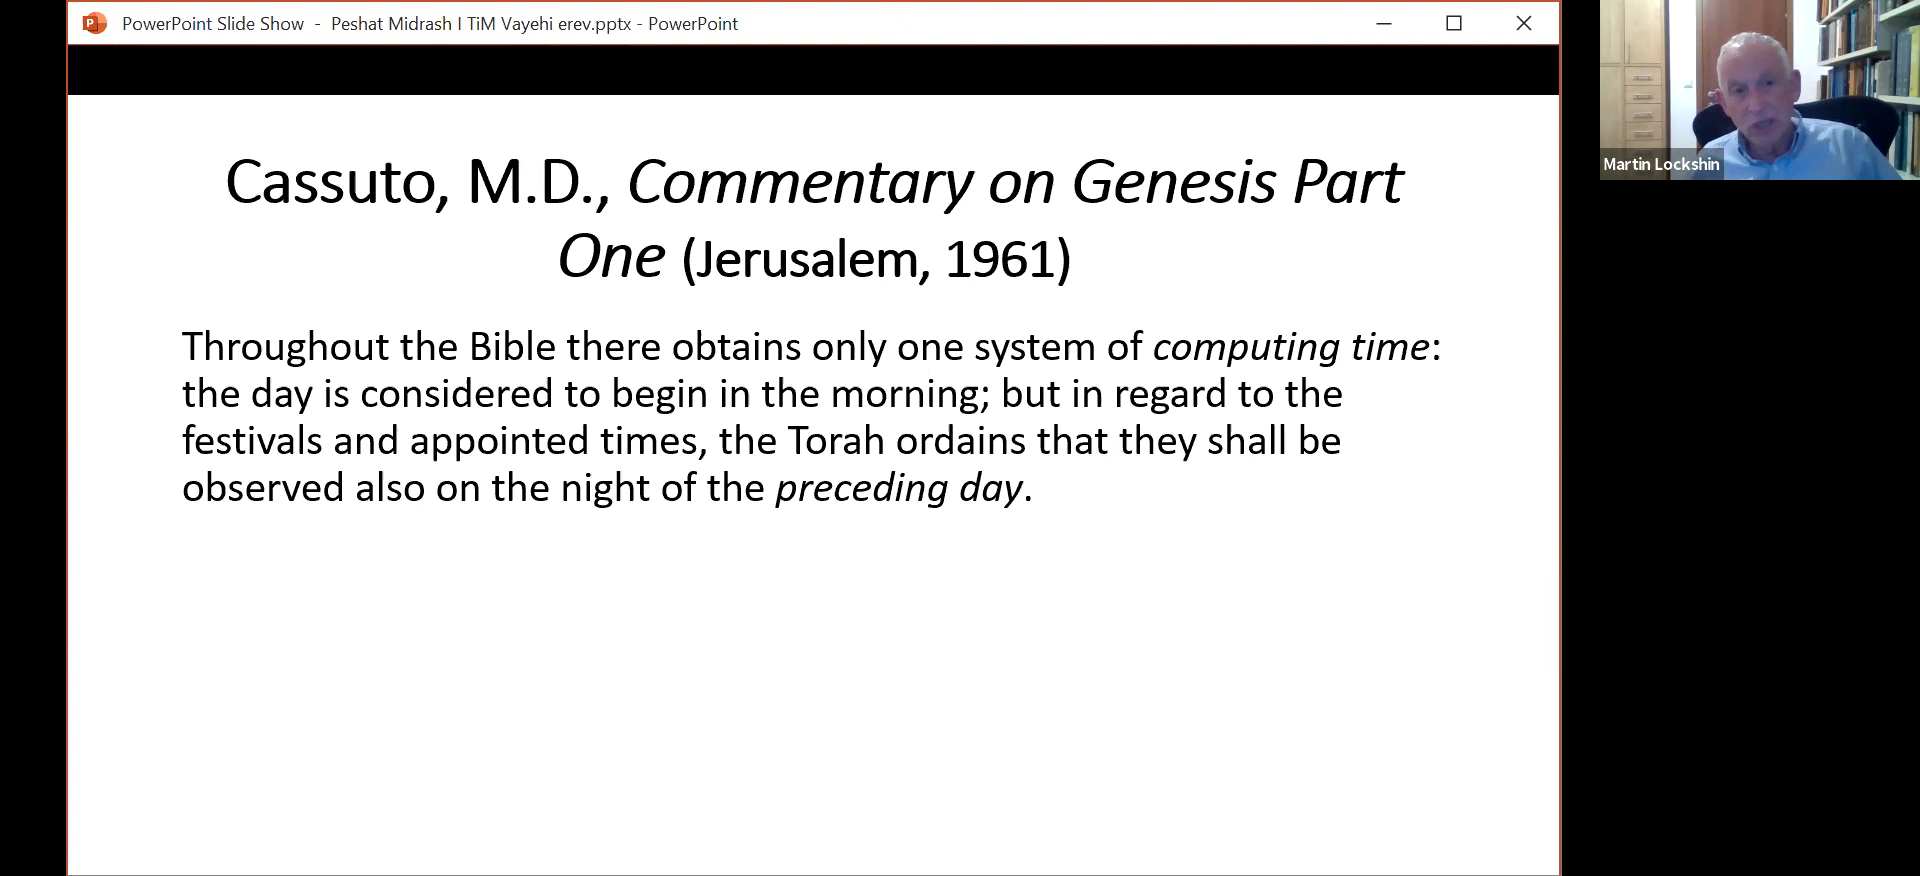 PowerPoint Slide Show - Peshat Midrash I TiM Vayehi erev.pptx - PowerPoint
Cassuto, M.D., Commentary on Genesis Part
One (Jerusalem, 1961)
Throughout the Bible there obtains only one system of computing time:
the day is considered to begin in the morning; but in regard to the
festivals and appointed times, the Torah ordains that they shall be
observed also on the night of the preceding day.
Martin Lockshin